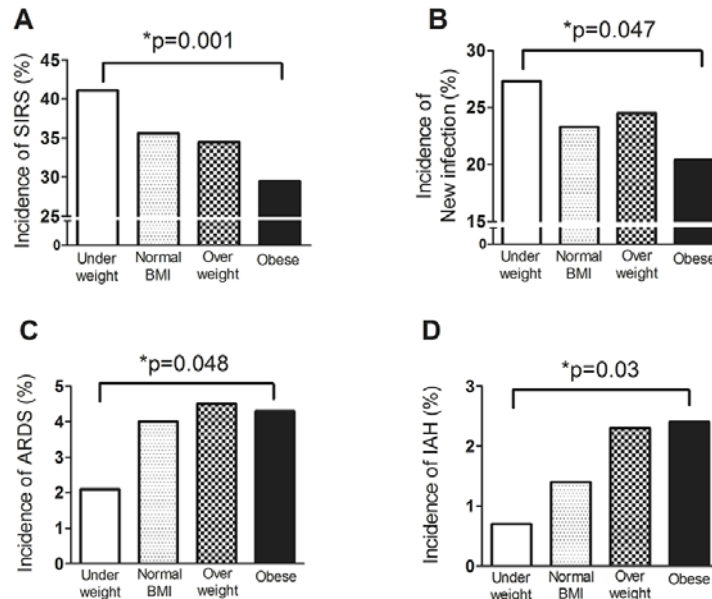 A
*p=0.001
Incidence of SIRS (%)
45
40
35
30
25
0
Under weight
Normal BMI
Over weight
Obese
B
*p=0.047
Incidence of
New infection (%)
30
25
20
15
0
Under weight
Normal BMI
Over weight
Obese
C
*p=0.048
Incidence of ARDS (%)
5
4
3
2
1
0
Under weight
Normal BMI
Over weight
Obese
D
*p=0.03
Incidence of IAH (%)
3
2
1
0
Under weight
Normal BMI
Over weight
Obese